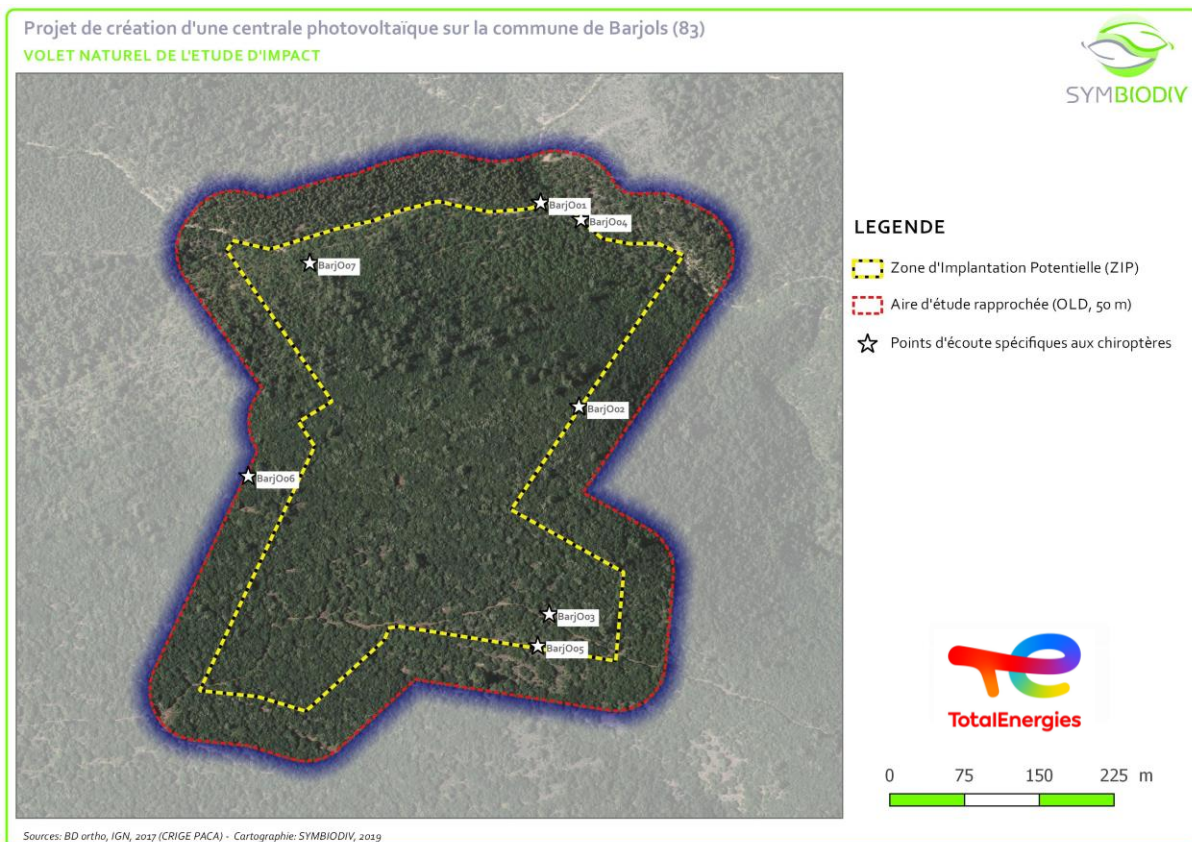 Projet de création d'une centrale photovoltaïque sur la commune de Barjols (83)
VOLET NATUREL DE L'ETUDE D'IMPACT
SYMBIODIV
BarjO01
BarjO04
BarjO07
BarjO02
BarjO06
BarjO03
BarjO05
LEGENDE
Zone d'Implantation Potentielle (ZIP)
Aire d'étude rapprochée (OLD, 50 m)
Points d'écoute spécifiques aux chiroptères
TotalEnergies
0 75 150 225 m
Sources: BD ortho, IGN, 2017 (CRIGE PACA) - Cartographie: SYMBIODIV, 2019